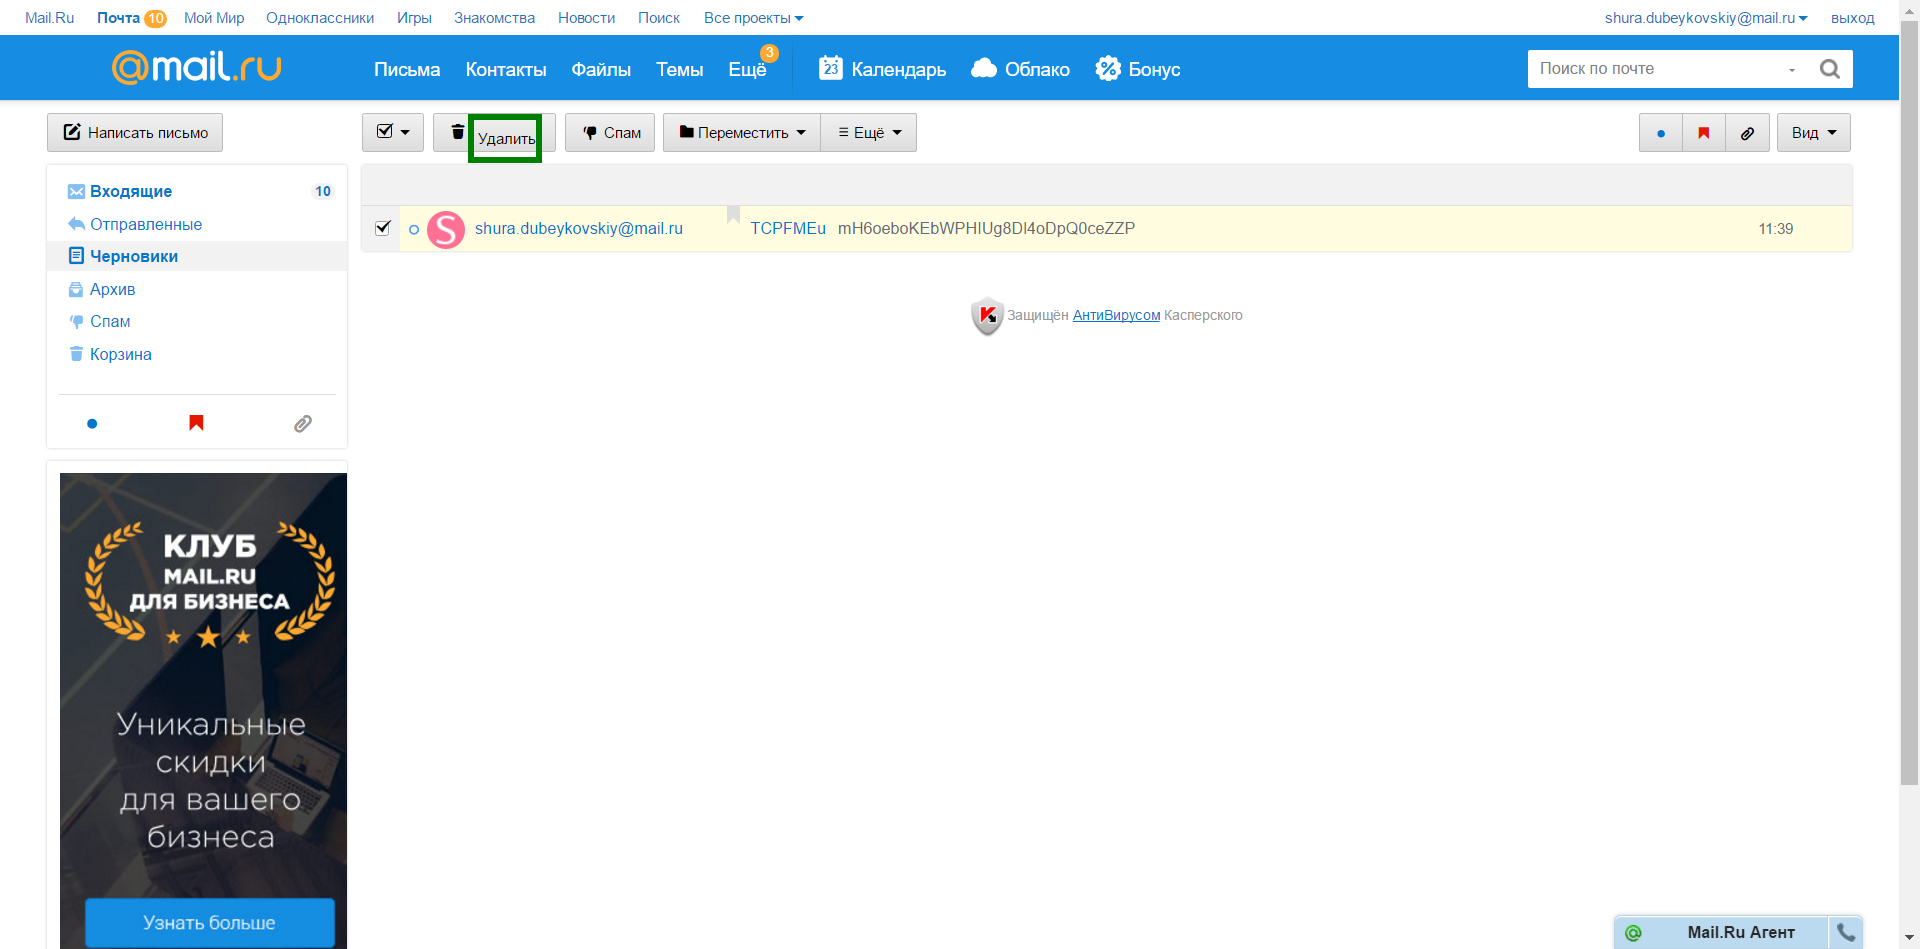 Mail.Ru Почта 10 Мой Мир Одноклассники Игры Знакомства Новости Поиск Все проекты shura.dubeykovskiy@mail.ru выход
@mail.ru Письма Контакты Файлы Темы Ещё 3 23 Календарь Облако Бонус Поиск по почте
Написать письмо Удалить Спам Переместить Ещё Вид
Входящие 10
Отправленные
Черновики
Архив
Спам
Корзина
shura.dubeykovskiy@mail.ru TCPFMEu mH6oeboKEbWPHIUg8Dl4oDpQ0ceZZP 11:39
Защищён АнтиВирусом Касперского
КЛУБ
MAIL.RU
ДЛЯ БИЗНЕСА
Уникальные
скидки
для вашего
бизнеса
Узнать больше
Mail.Ru Агент